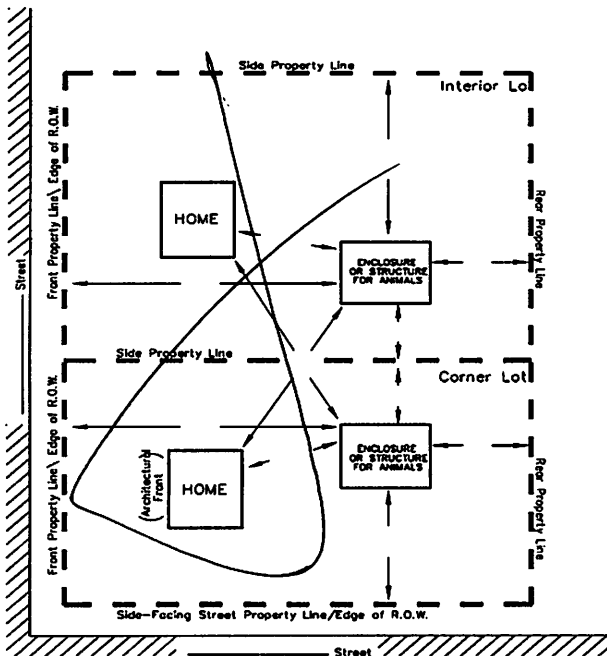 Side Property Line
Interior Lo
Front Property Line\ Edge of R.O.W.
HOME
ENCLOSURE
OR STRUCTURE
FOR ANIMALS
Rear Property Line
Street
Side Property Line
Corner Lot
Front Property Line\ Edge of R.O.W.
(Architectural
Front)
HOME
ENCLOSURE
OR STRUCTURE
FOR ANIMALS
Rear Property Line
Side-Facing Street Property Line/Edge of R.O.W.
Street